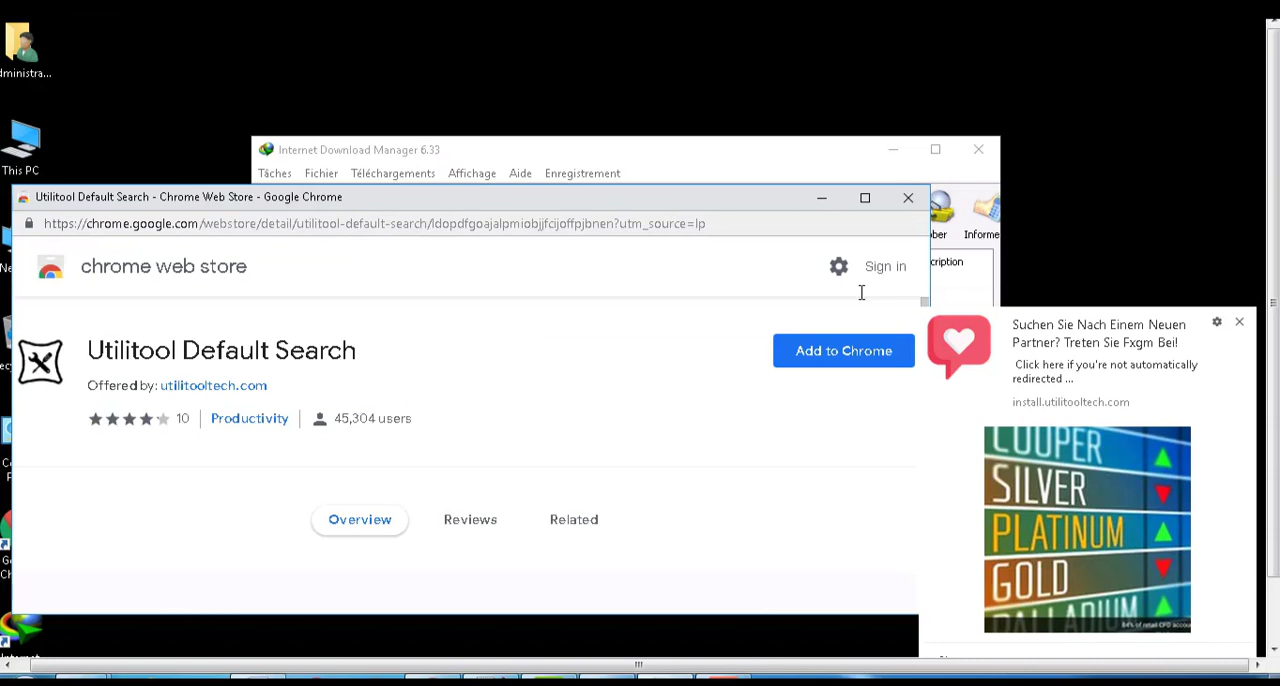 dministra...
This PC
Internet Download Manager 6.33
Tâches Fichier Téléchargements Affichage Aide Enregistrement
Utilitool Default Search - Chrome Web Store - Google Chrome
https://chrome.google.com/webstore/detail/utilitool-default-search/ldopdfgoajalpmiobjjfcijoffpjbnen?utm_source=lp
chrome web store
Sign in
Utilitool Default Search
Add to Chrome
Offered by: utilitooltech.com
10 Productivity 45,304 users
Overview Reviews Related
ber Informe
cription
Suchen Sie Nach Einem Neuen
Partner? Treten Sie Fxgm Bei!
Click here if you're not automatically
redirected ...
install.utilitooltech.com
COUPER
SILVER
PLATINUM
GOLD
PALLADIUM